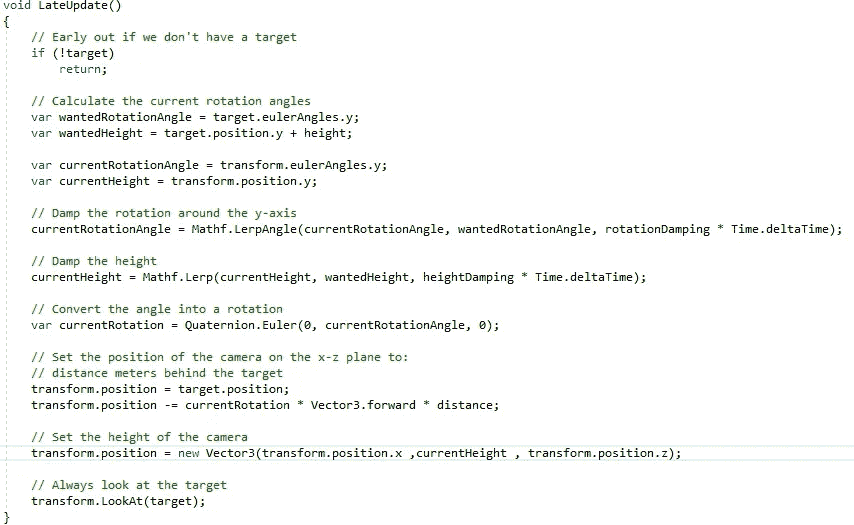 void LateUpdate()
{
// Early out if we don't have a target
if (!target)
return;
// Calculate the current rotation angles
var wantedRotationAngle = target.eulerAngles.y;
var wantedHeight = target.position.y + height;
var currentRotationAngle = transform.eulerAngles.y;
var currentHeight = transform.position.y;
// Damp the rotation around the y-axis
currentRotationAngle = Mathf.LerpAngle(currentRotationAngle, wantedRotationAngle, rotationDamping * Time.deltaTime);
// Damp the height
currentHeight = Mathf.Lerp(currentHeight, wantedHeight, heightDamping * Time.deltaTime);
// Convert the angle into a rotation
var currentRotation = Quaternion.Euler(0, currentRotationAngle, 0);
// Set the position of the camera on the x-z plane to:
// distance meters behind the target
transform.position = target.position;
transform.position -= currentRotation * Vector3.forward * distance;
// Set the height of the camera
transform.position = new Vector3(transform.position.x ,currentHeight , transform.position.z);
// Always look at the target
transform.LookAt(target);
}